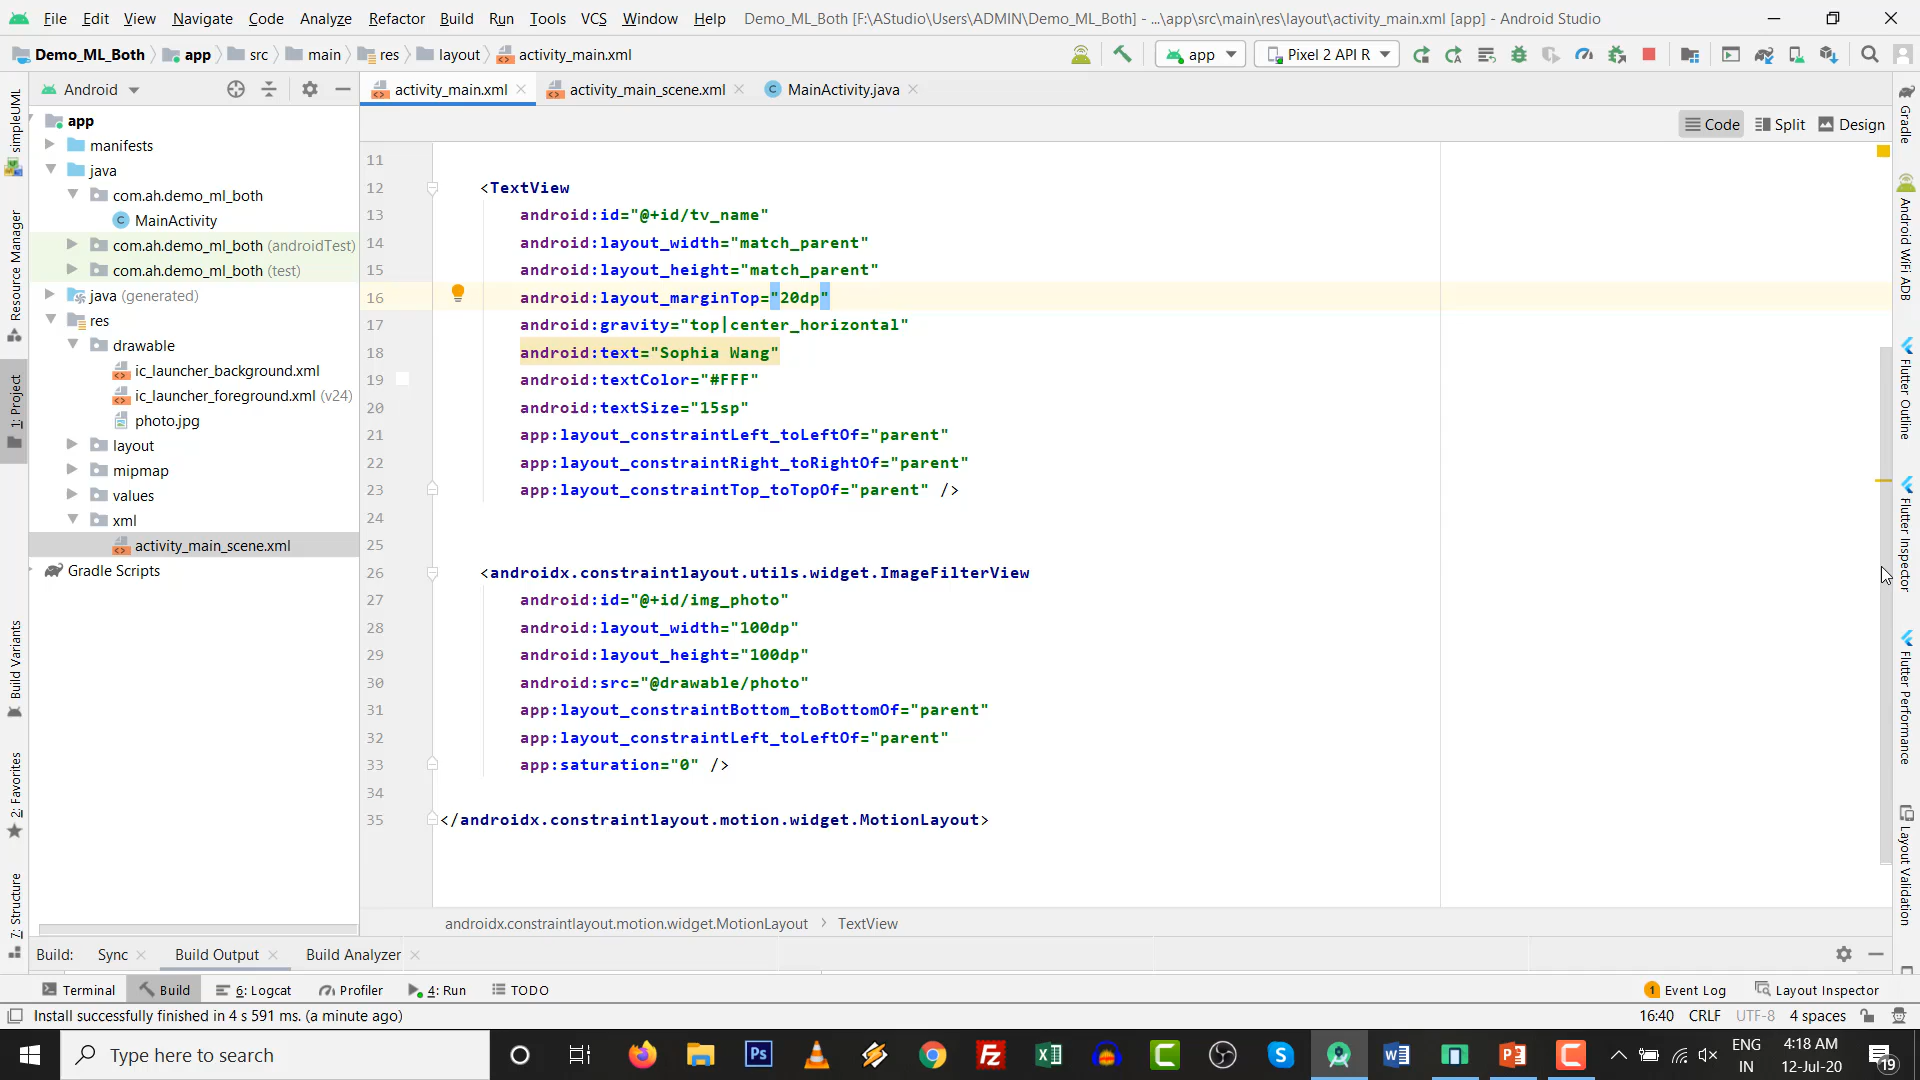 File Edit View Navigate Code Analyze Refactor Build Run Tools VCS Window Help Demo_ML_Both [F:\AStudio\Users\ADMIN\Demo_ML_Both] - ...\app\src\main\res\layout\activity_main.xml [app] - Android Studio
Demo_ML_Both app src main res layout activity_main.xml app Pixel 2 API R
Android activity_main.xml activity_main_scene.xml MainActivity.java
Code Split Design
app
manifests
java
com.ah.demo_ml_both
MainActivity
com.ah.demo_ml_both (androidTest)
com.ah.demo_ml_both (test)
java (generated)
res
drawable
ic_launcher_background.xml
ic_launcher_foreground.xml (v24)
photo.jpg
layout
mipmap
values
xml
activity_main_scene.xml
Gradle Scripts
simpleUML
Resource Manager
1: Project
Build Variants
2: Favorites
7: Structure
11
12 <TextView
13 android:id="@+id/tv_name"
14 android:layout_width="match_parent"
15 android:layout_height="match_parent"
16 android:layout_marginTop="20dp"
17 android:gravity="top|center_horizontal"
18 android:text="Sophia Wang"
19 android:textColor="#FFF"
20 android:textSize="15sp"
21 app:layout_constraintLeft_toLeftOf="parent"
22 app:layout_constraintRight_toRightOf="parent"
23 app:layout_constraintTop_toTopOf="parent" />
24
25
26 <androidx.constraintlayout.utils.widget.ImageFilterView
27 android:id="@+id/img_photo"
28 android:layout_width="100dp"
29 android:layout_height="100dp"
30 android:src="@drawable/photo"
31 app:layout_constraintBottom_toBottomOf="parent"
32 app:layout_constraintLeft_toLeftOf="parent"
33 app:saturation="0" />
34
35 </androidx.constraintlayout.motion.widget.MotionLayout>
androidx.constraintlayout.motion.widget.MotionLayout › TextView
Gradle
Android WiFi ADB
Flutter Outline
Flutter Inspector
Flutter Performance
Layout Validation
Build: Sync Build Output Build Analyzer
Terminal Build 6: Logcat Profiler 4: Run TODO 1 Event Log Layout Inspector
Install successfully finished in 4 s 591 ms. (a minute ago) 16:40 CRLF UTF-8 4 spaces
Type here to search
ENG
IN
4:18 AM
12-Jul-20
19